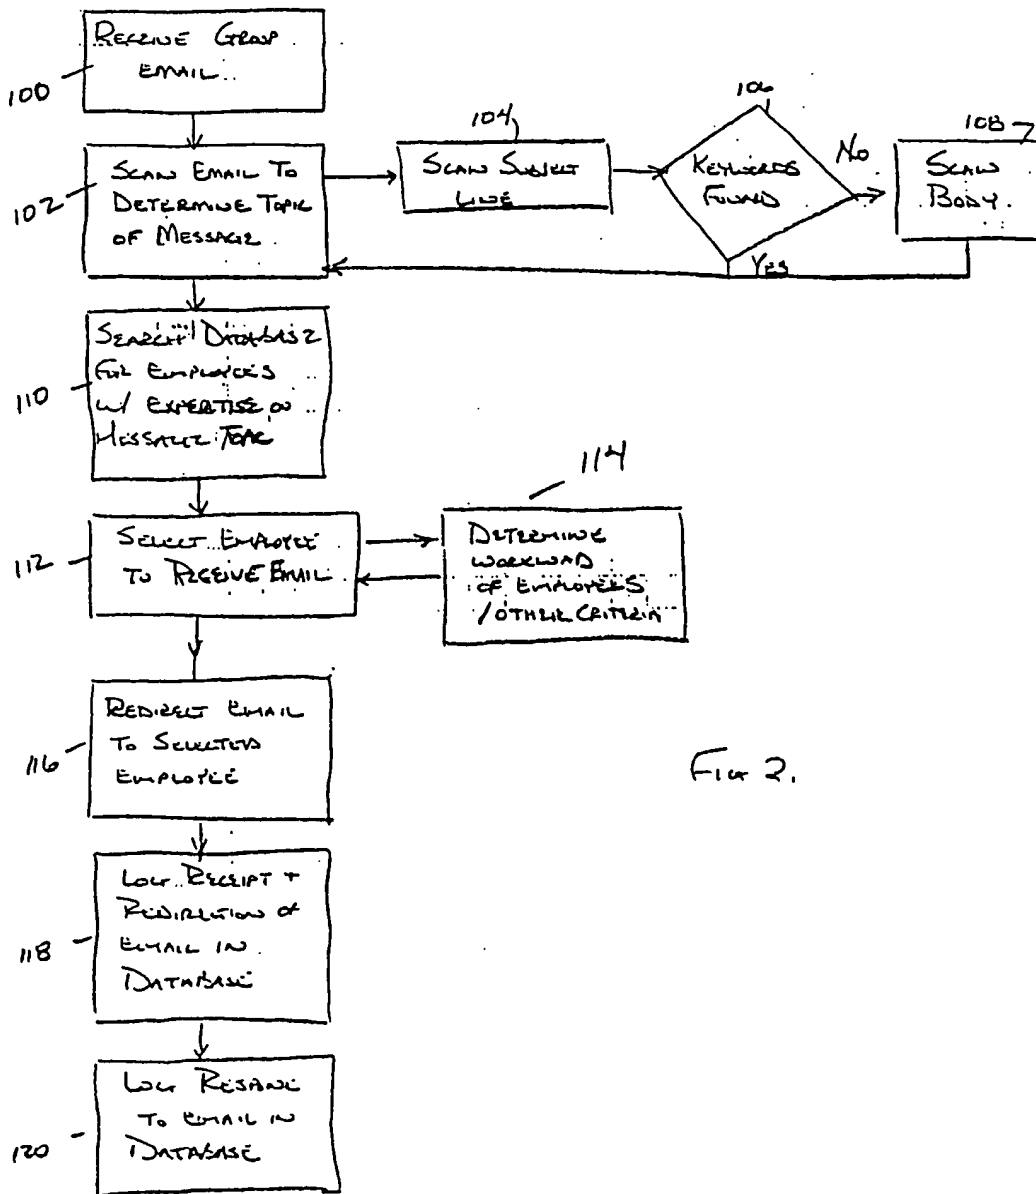 RECEIVE GROUP
EMAIL
100
SCAN EMAIL TO
DETERMINE TOPIC
OF MESSAGE
102
104
SCAN SUBJECT
LINE
106
KEYWORDS
FOUND
No
YES
108
SCAN
BODY
SEARCH DATABASE
FOR EMPLOYEES
W/ EXPERTISE ON
MESSAGE TOPIC
110
SELECT EMPLOYEE
TO RECEIVE EMAIL
112
114
DETERMINE
WORKLOAD
OF EMPLOYEES
/OTHER CRITERIA
REDIRECT EMAIL
TO SELECTED
EMPLOYEE
116
FIG 2.
LOG RECEIPT +
REDIRECTION OF
EMAIL IN
DATABASE
118
LOG RESPONSE
TO EMAIL IN
DATABASE
120